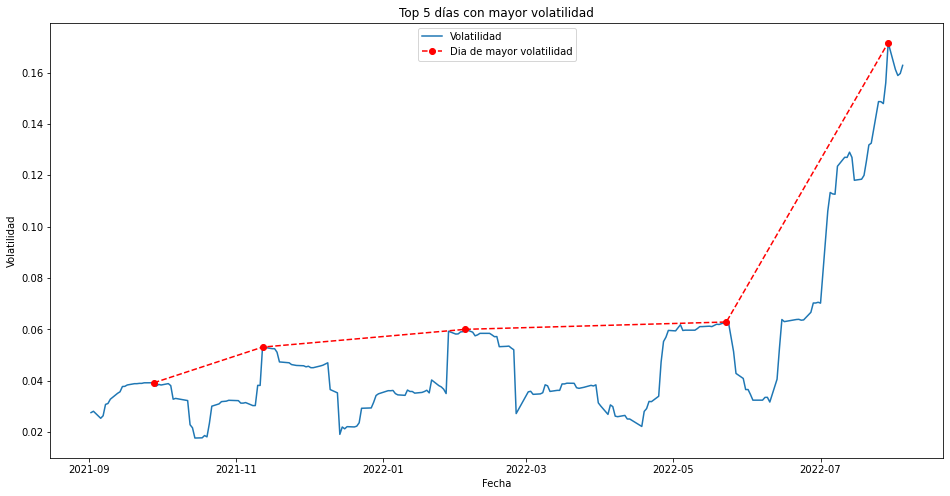 Top 5 días con mayor volatilidad
Volatilidad
Dia de mayor volatilidad
0.16
0.14
0.12
0.10
0.08
0.06
0.04
0.02
Volatilidad
2021-09 2021-11 2022-01 2022-03 2022-05 2022-07
Fecha